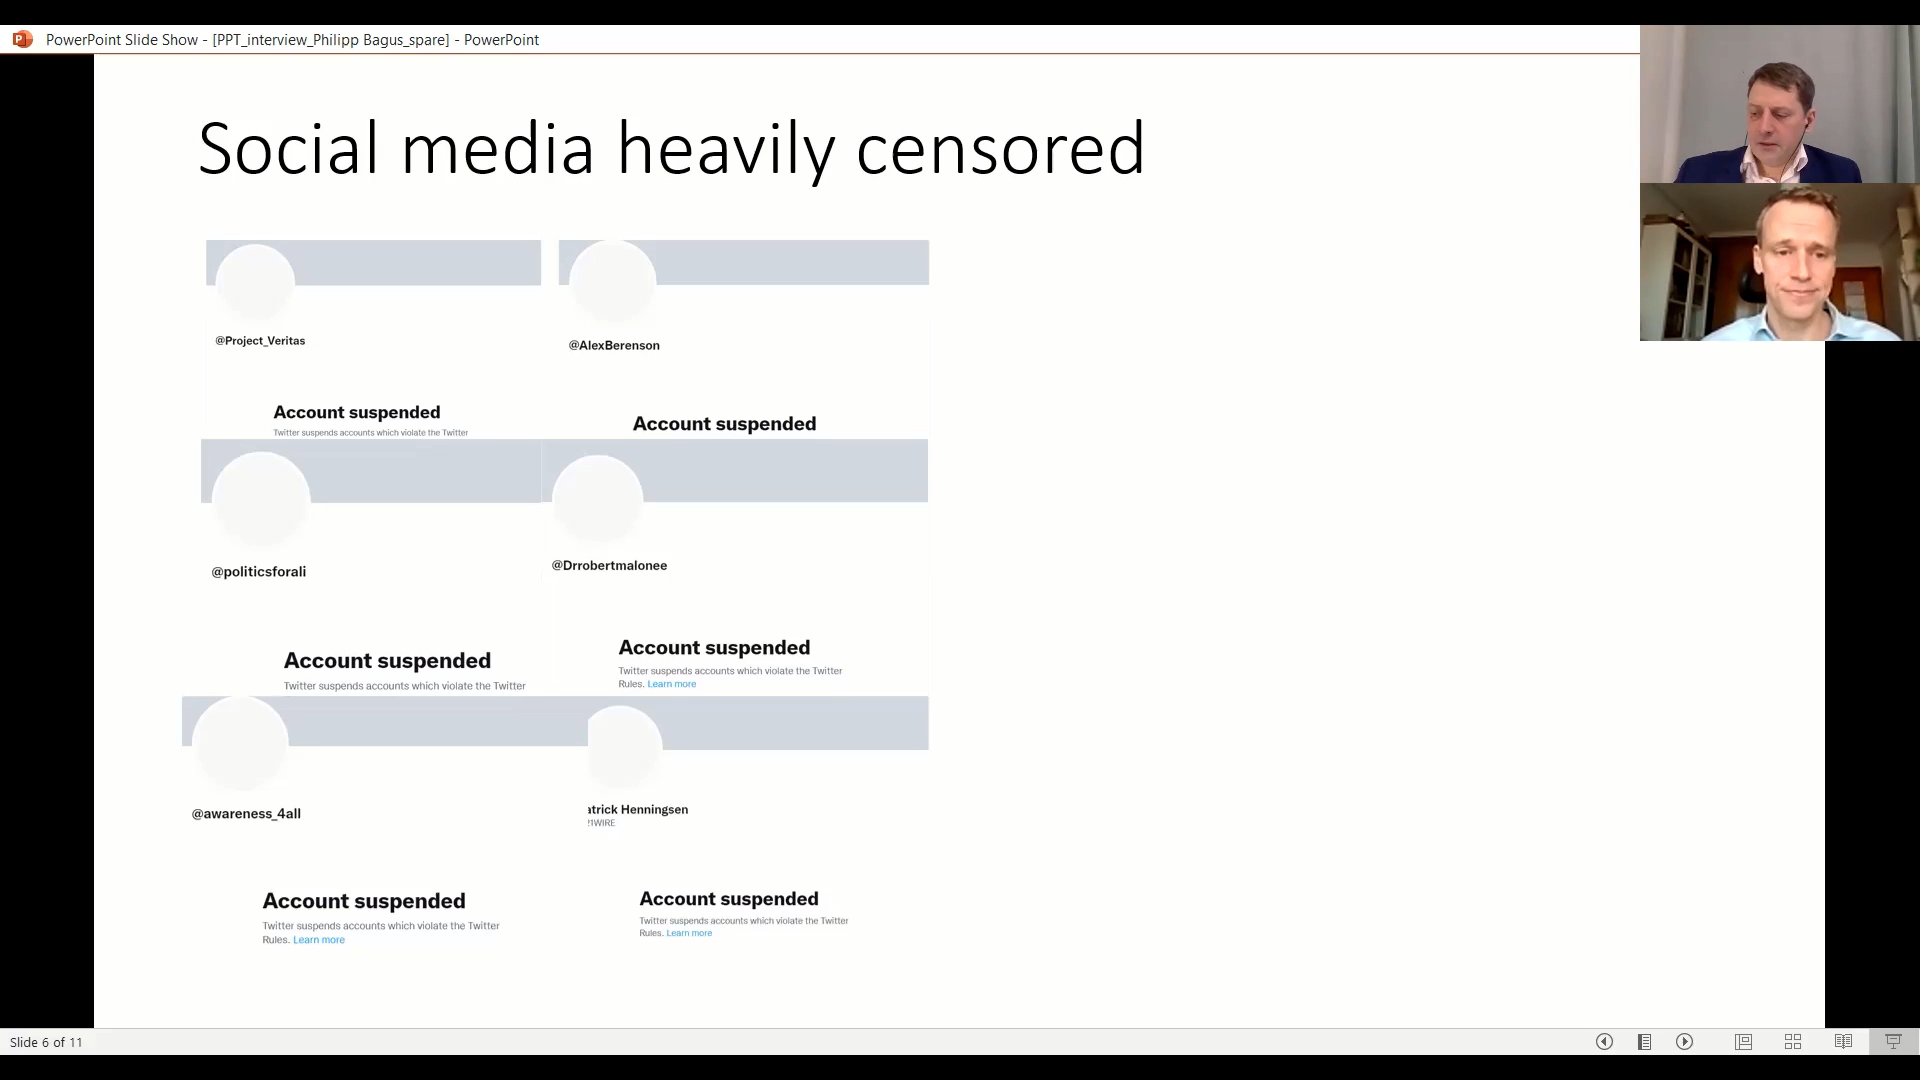 PowerPoint Slide Show - [PPT_interview_Philipp Bagus_spare] - PowerPoint
Social media heavily censored
@Project_Veritas
Account suspended
Twitter suspends accounts which violate the Twitter
@AlexBerenson
Account suspended
@politicsforali
Account suspended
Twitter suspends accounts which violate the Twitter
@Drrobertmalonee
Account suspended
Twitter suspends accounts which violate the Twitter
Rules. Learn more
@awareness_4all
Account suspended
Twitter suspends accounts which violate the Twitter
Rules. Learn more
atrick Henningsen
21WIRE
Account suspended
Twitter suspends accounts which violate the Twitter
Rules. Learn more
Slide 6 of 11